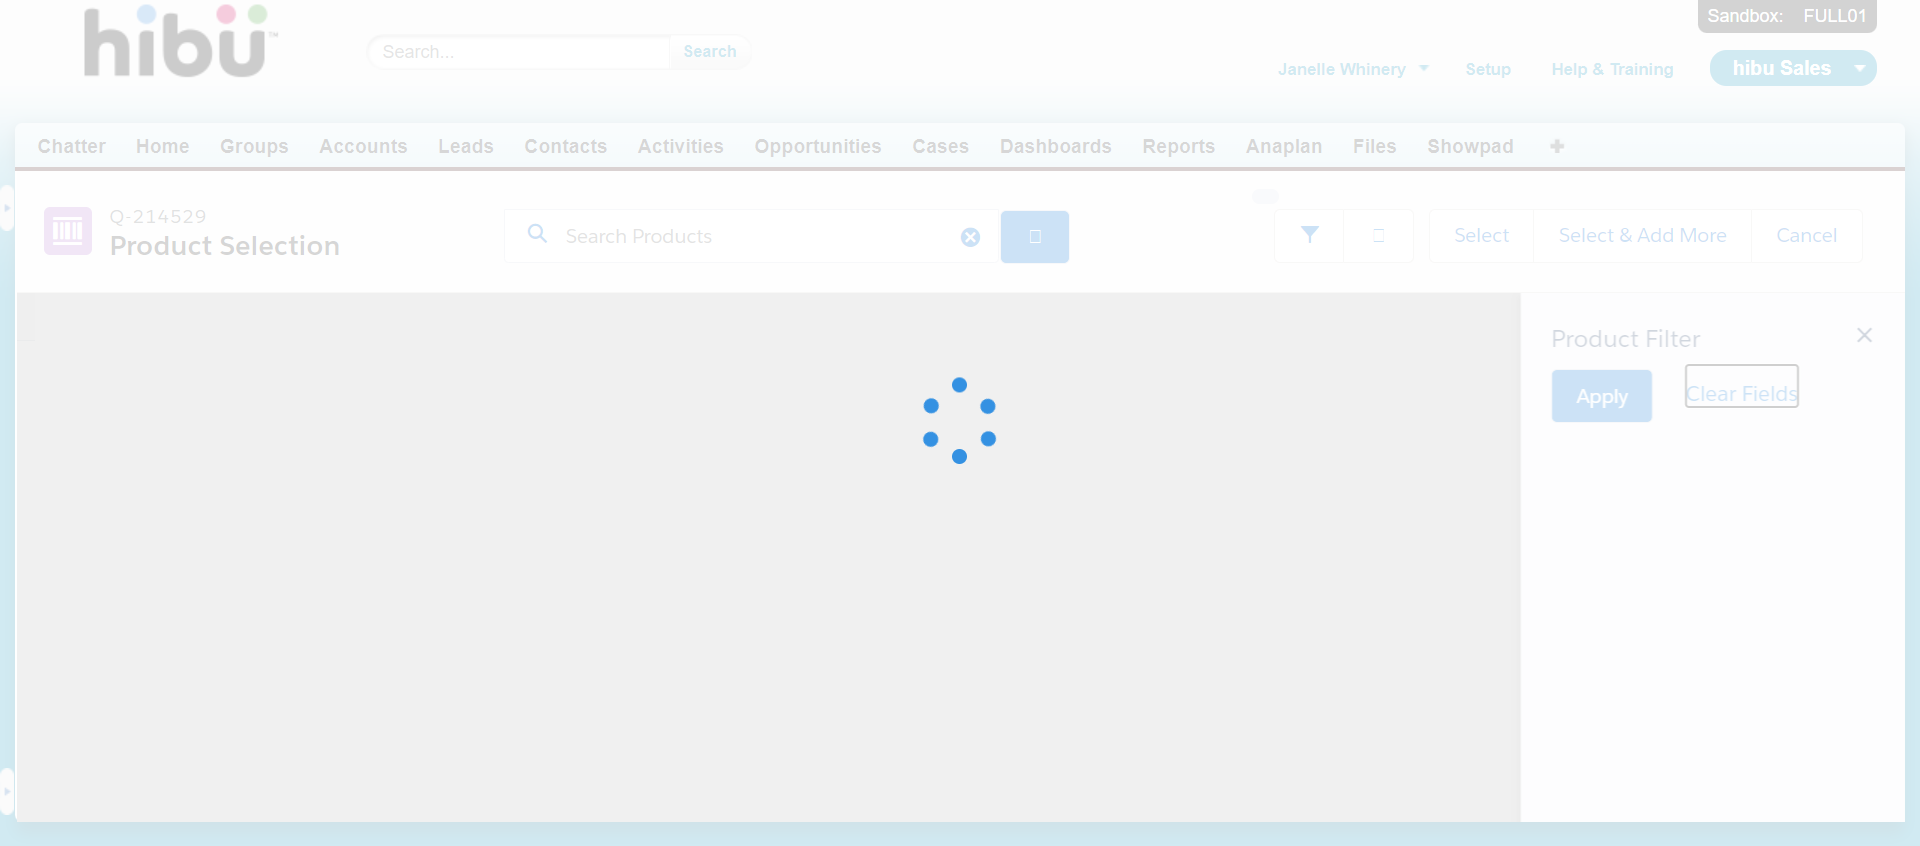 hibu™
Search... Search
Sandbox: FULL01
Janelle Whinery Setup Help & Training hibu Sales
Chatter Home Groups Accounts Leads Contacts Activities Opportunities Cases Dashboards Reports Anaplan Files Showpad
Q-214529
Product Selection
Search Products
Select Select & Add More Cancel
Product Filter
Apply Clear Fields